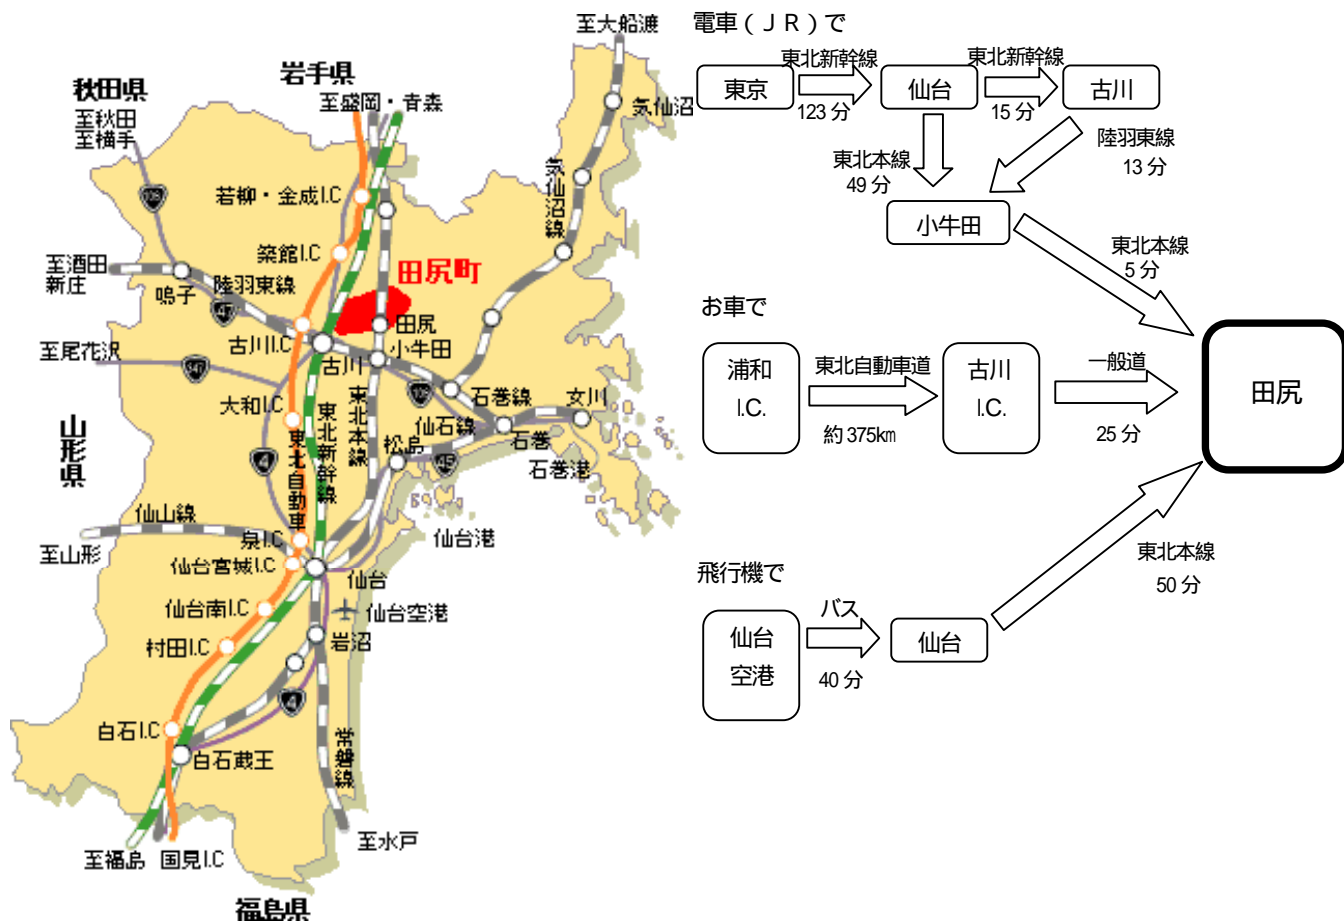 至大船渡
岩手県
秋田県
至盛岡・青森
至秋田
至横手
気仙沼
108
若柳・金成I.C
気仙沼線
築館I.C
至酒田
新庄
鳴子
陸羽東線
田尻町
47
田尻
古川I.C
小牛田
至尾花沢
347
古川
108
大和I.C
石巻線
女川
山形県
東北新幹線
東北本線
仙石線
石巻
松島
東北自動車
4
45
石巻港
仙山線
泉I.C
仙台港
至山形
仙台宮城I.C
仙台
仙台南I.C
仙台空港
村田I.C
岩沼
4
白石I.C
白石蔵王
常磐線
至水戸
至福島
国見I.C
福島県
電車(JR)で
東北新幹線
東北新幹線
東京
仙台
古川
123分
15分
東北本線
49分
陸羽東線
13分
小牛田
東北本線
5分
お車で
浦和
I.C.
東北自動車道
約375km
古川
I.C.
一般道
25分
田尻
飛行機で
仙台
空港
バス
40分
仙台
東北本線
50分